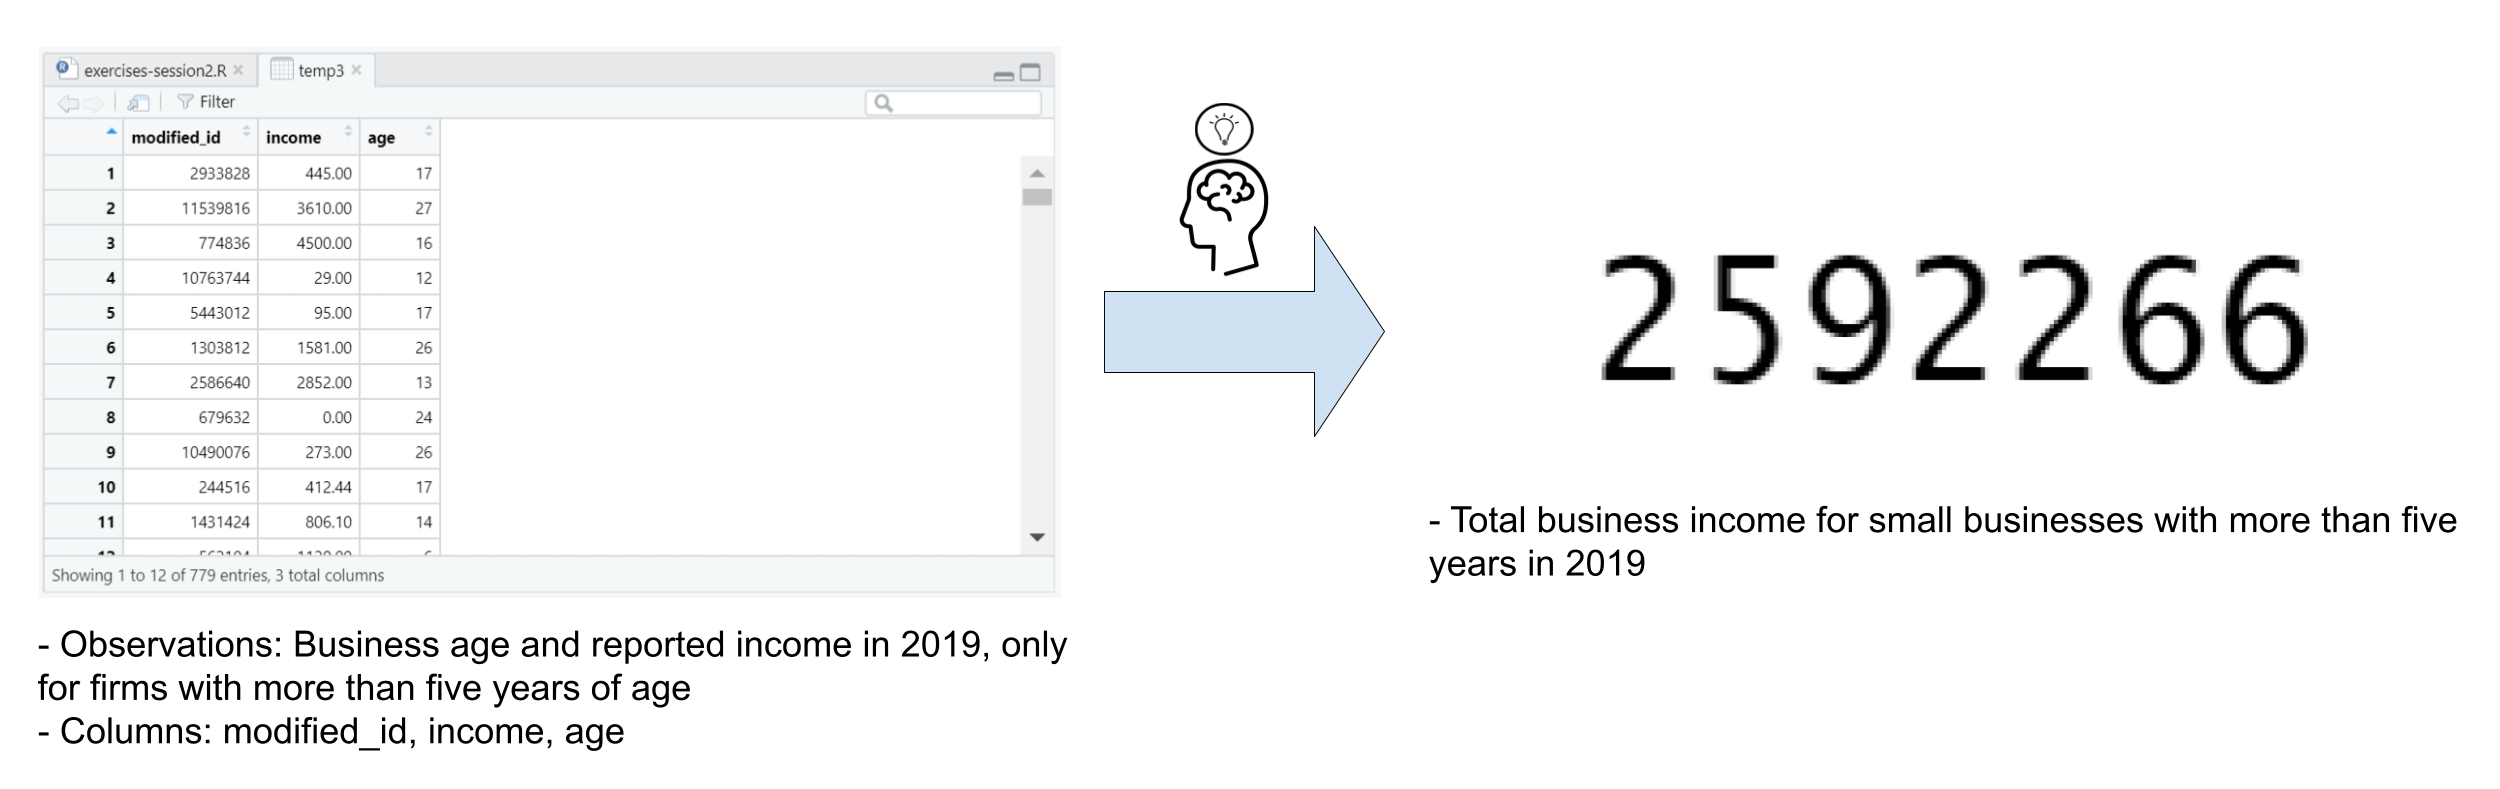 exercises-session2.R
temp3
Filter
modified_id income age
1 2933828 445.00 17
2 11539816 3610.00 27
3 774836 4500.00 16
4 10763744 29.00 12
5 5443012 95.00 17
6 1303812 1581.00 26
7 2586640 2852.00 13
8 679632 0.00 24
9 10490076 273.00 26
10 244516 412.44 17
11 1431424 806.10 14
Showing 1 to 12 of 779 entries, 3 total columns
- Observations: Business age and reported income in 2019, only
for firms with more than five years of age
- Columns: modified_id, income, age
2592266
- Total business income for small businesses with more than five
years in 2019